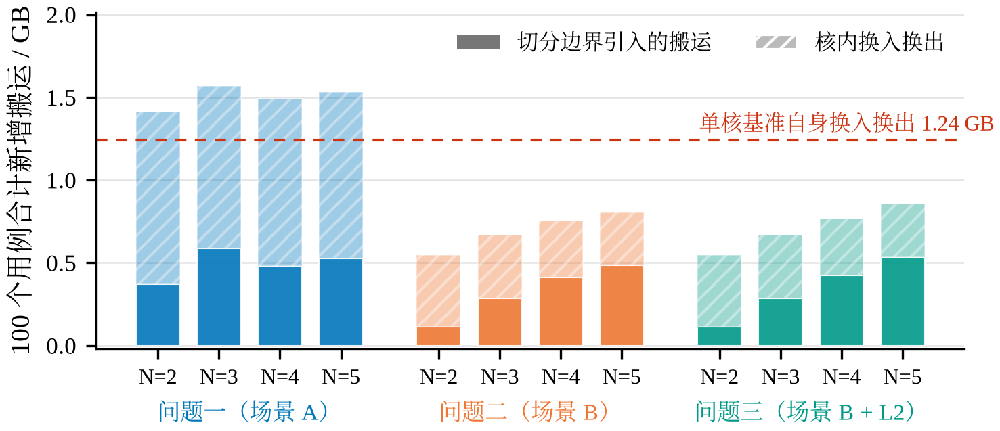 100 个用例合计新增搬运 / GB
2.0
1.5
1.0
0.5
0.0
切分边界引入的搬运
核内换入换出
单核基准自身换入换出 1.24 GB
N=2 N=3 N=4 N=5 N=2 N=3 N=4 N=5 N=2 N=3 N=4 N=5
问题一（场景 A） 问题二（场景 B） 问题三（场景 B + L2）